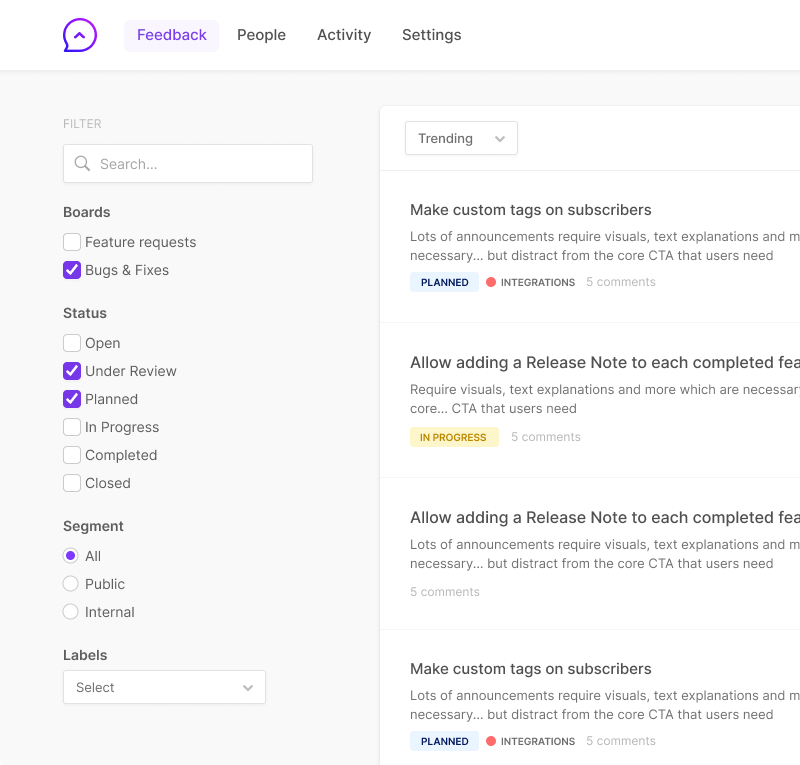 Feedback People Activity Settings
FILTER
Search...
Boards
Feature requests
Bugs & Fixes
Status
Open
Under Review
Planned
In Progress
Completed
Closed
Segment
All
Public
Internal
Labels
Select
Trending
Make custom tags on subscribers
Lots of announcements require visuals, text explanations and m
necessary... but distract from the core CTA that users need
PLANNED INTEGRATIONS 5 comments
Allow adding a Release Note to each completed fea
Require visuals, text explanations and more which are necessary
core... CTA that users need
IN PROGRESS 5 comments
Allow adding a Release Note to each completed fea
Lots of announcements require visuals, text explanations and m
necessary... but distract from the core CTA that users need
5 comments
Make custom tags on subscribers
Lots of announcements require visuals, text explanations and m
necessary... but distract from the core CTA that users need
PLANNED INTEGRATIONS 5 comments